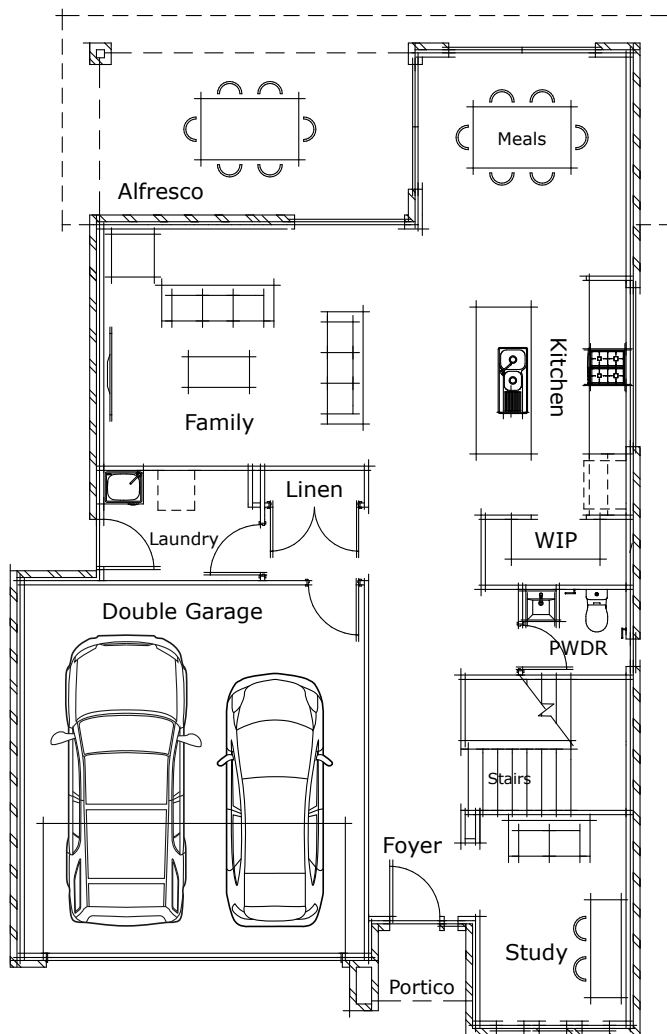 Meals
Alfresco
Kitchen
Family
Linen
Laundry
WIP
Double Garage
PWDR
Stairs
Foyer
Study
Portico